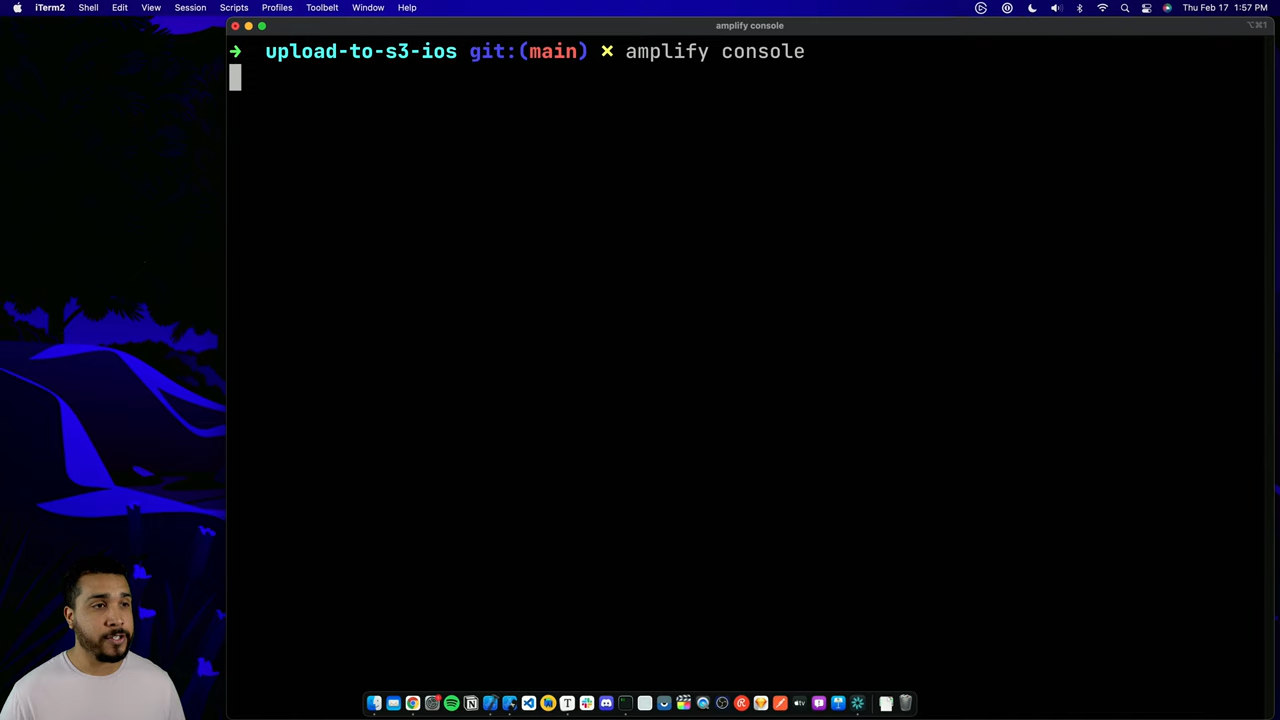 iTerm2 Shell Edit View Session Scripts Profiles Toolbelt Window Help Thu Feb 17 1:57 PM
amplify console ⌥⌘1
➜ upload-to-s3-ios git:(main) ✗ amplify console